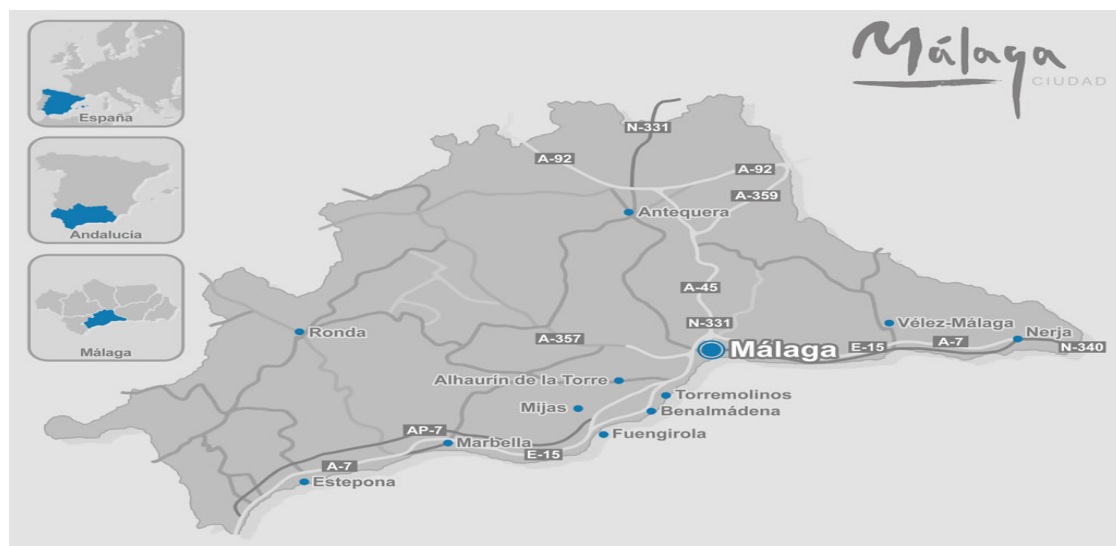 Málaga
CIUDAD
España
Andalucía
Málaga
N-331
A-92
A-92
A-359
Antequera
A-45
N-331
Ronda
A-357
Málaga
Vélez-Málaga
Nerja
E-15
A-7
N-340
Alhaurín de la Torre
Torremolinos
Mijas
Benalmádena
AP-7
Fuengirola
Marbella
E-15
A-7
Estepona